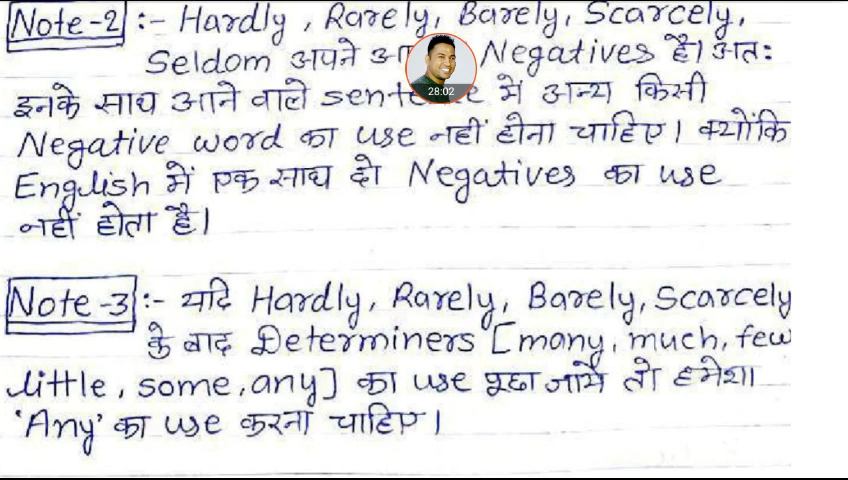 Note-2 :- Hardly, Rarely, Barely, Scarcely,
Seldom अपने Negatives है। अतः
इनके साथ आने वाले में अन्य किसी
Negative word का use नहीं होना चाहिए। क्योंकि
English में एक साथ दो Negatives का use
नहीं होता है।
28:02
Note-3 :- यदि Hardly, Rarely, Barely, Scarcely
के बाद Determiners [many, much, few
little, some, any] का use पूछा जाये तो हमेशा
'Any' का use करना चाहिए।